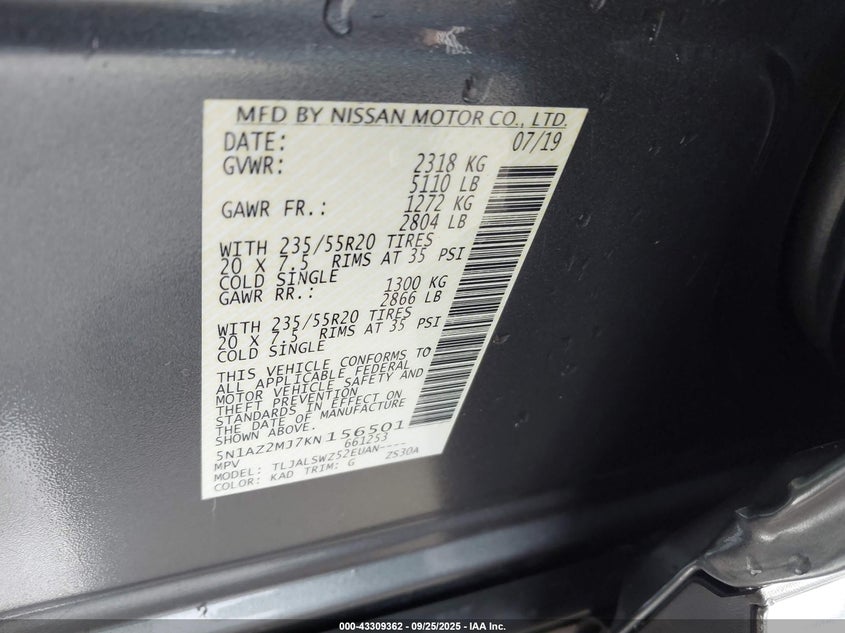 MFD BY NISSAN MOTOR CO., LTD.
DATE: 07/19
GVWR: 2318 KG
5110 LB
GAWR FR.: 1272 KG
2804 LB
WITH 235/55R20 TIRES
20 X 7.5 RIMS AT 35 PSI
COLD SINGLE
GAWR RR.: 1300 KG
2866 LB
WITH 235/55R20 TIRES
20 X 7.5 RIMS AT 35 PSI
COLD SINGLE
THIS VEHICLE CONFORMS TO
ALL APPLICABLE FEDERAL
MOTOR VEHICLE SAFETY AND
THEFT PREVENTION
STANDARDS IN EFFECT ON
THE DATE OF MANUFACTURE
SHOWN ABOVE.
5N1AZ2MJ7KN156501
MPV 661253
MODEL: TLJALSWZ52EUAN----
COLOR: KAD TRIM: G ZS30A
000-43309362 - 09/25/2025 - IAA Inc.